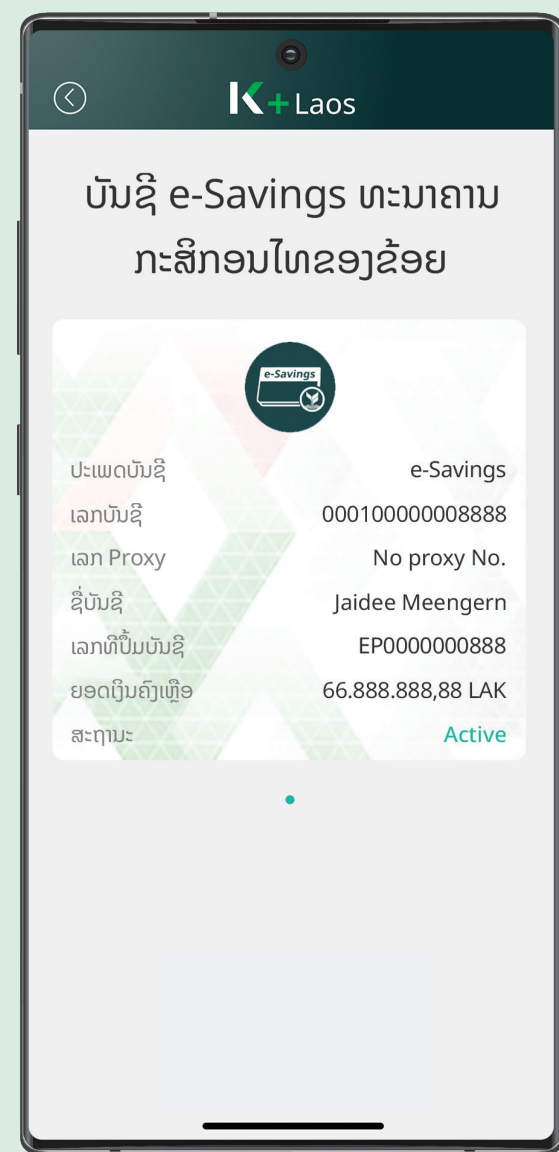 K+ Laos
ບັນຊີ e-Savings ທະນາຄານ
ກະສິກອນໄທຂອງຂ້ອຍ
e-Savings
ປະເພດບັນຊີ e-Savings
ເລກບັນຊີ 000100000008888
ເລກ Proxy No proxy No.
ຊື່ບັນຊີ Jaidee Meengern
ເລກທີປຶ້ມບັນຊີ EP0000000888
ຍອດເງິນຄົງເຫຼືອ 66.888.888,88 LAK
ສະຖານະ Active